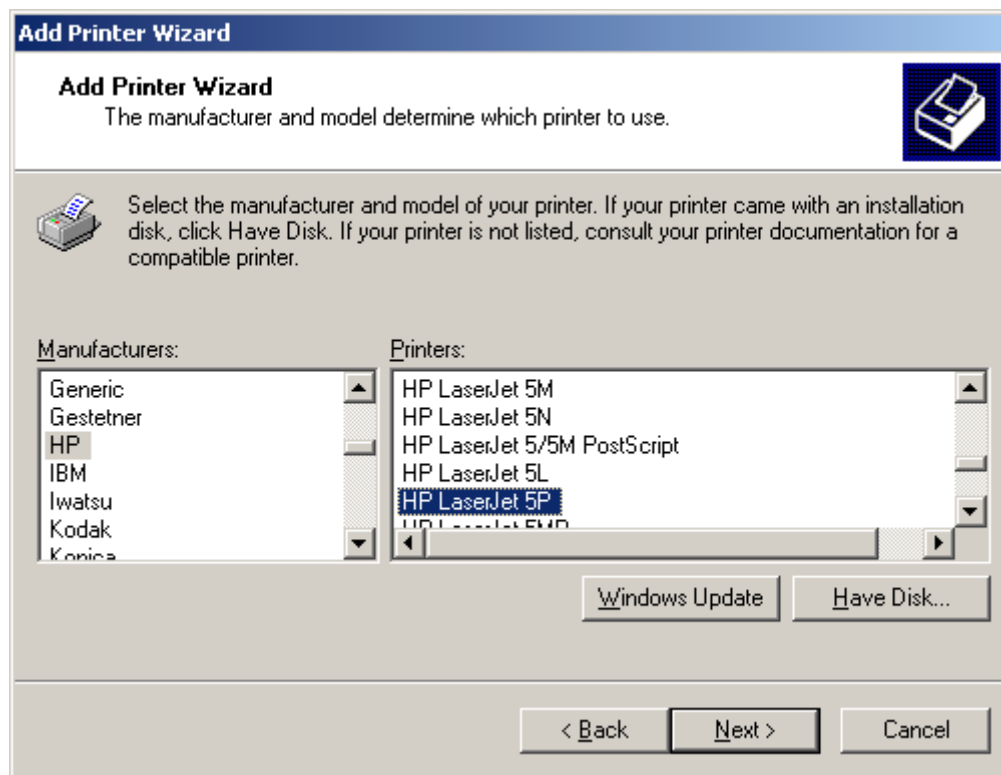 Add Printer Wizard
Add Printer Wizard
The manufacturer and model determine which printer to use.
Select the manufacturer and model of your printer. If your printer came with an installation
disk, click Have Disk. If your printer is not listed, consult your printer documentation for a
compatible printer.
Manufacturers:
Generic
Gestetner
HP
IBM
Iwatsu
Kodak
Konica
Printers:
HP LaserJet 5M
HP LaserJet 5N
HP LaserJet 5/5M PostScript
HP LaserJet 5L
HP LaserJet 5P
HP LaserJet 5MP
Windows Update
Have Disk...
< Back
Next >
Cancel